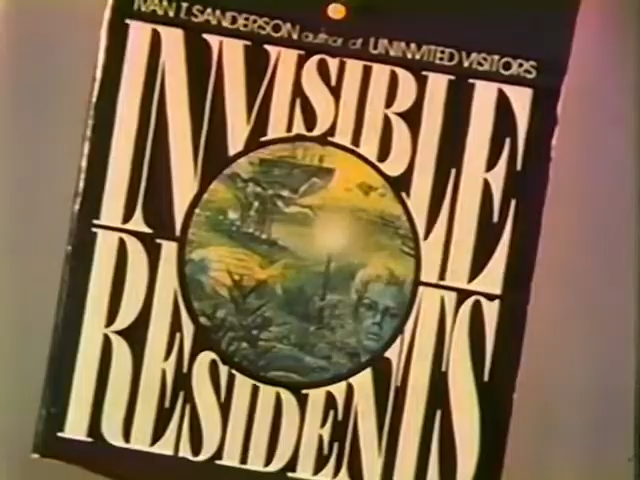 IVAN T. SANDERSON author of UNINVITED VISITORS
INVISIBLE
RESIDENTS